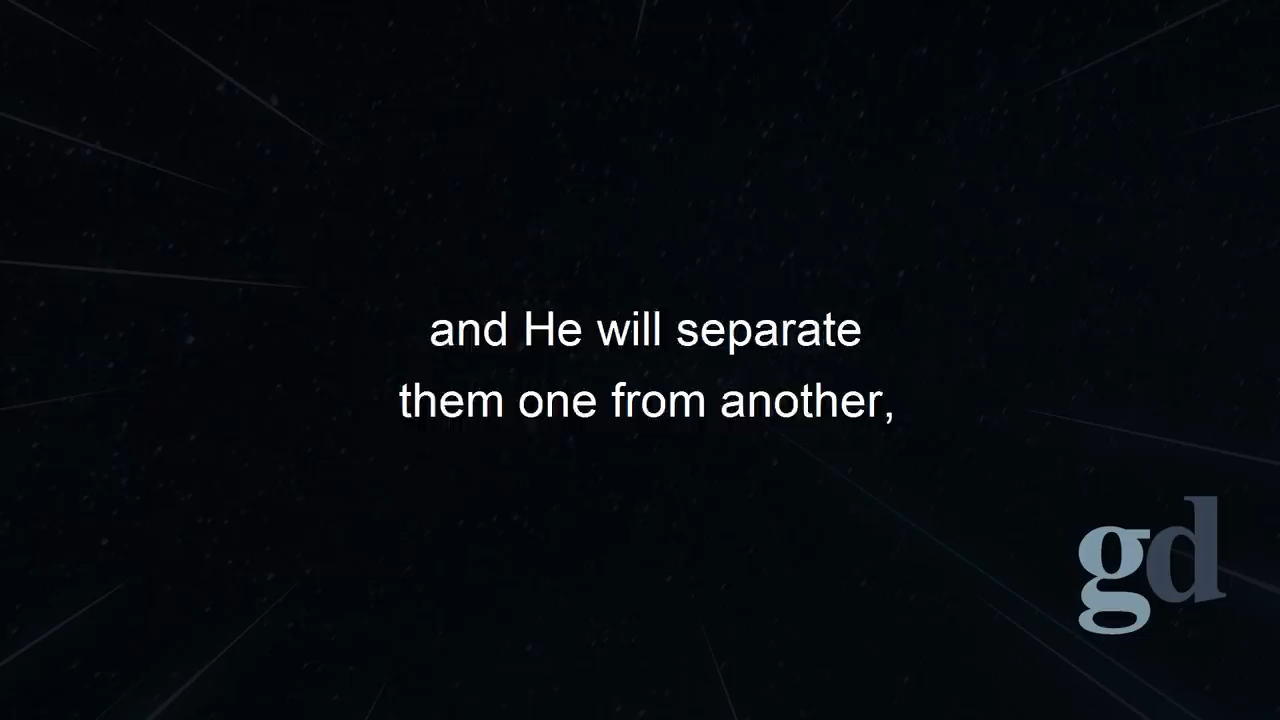 and He will separate
them one from another,
gd